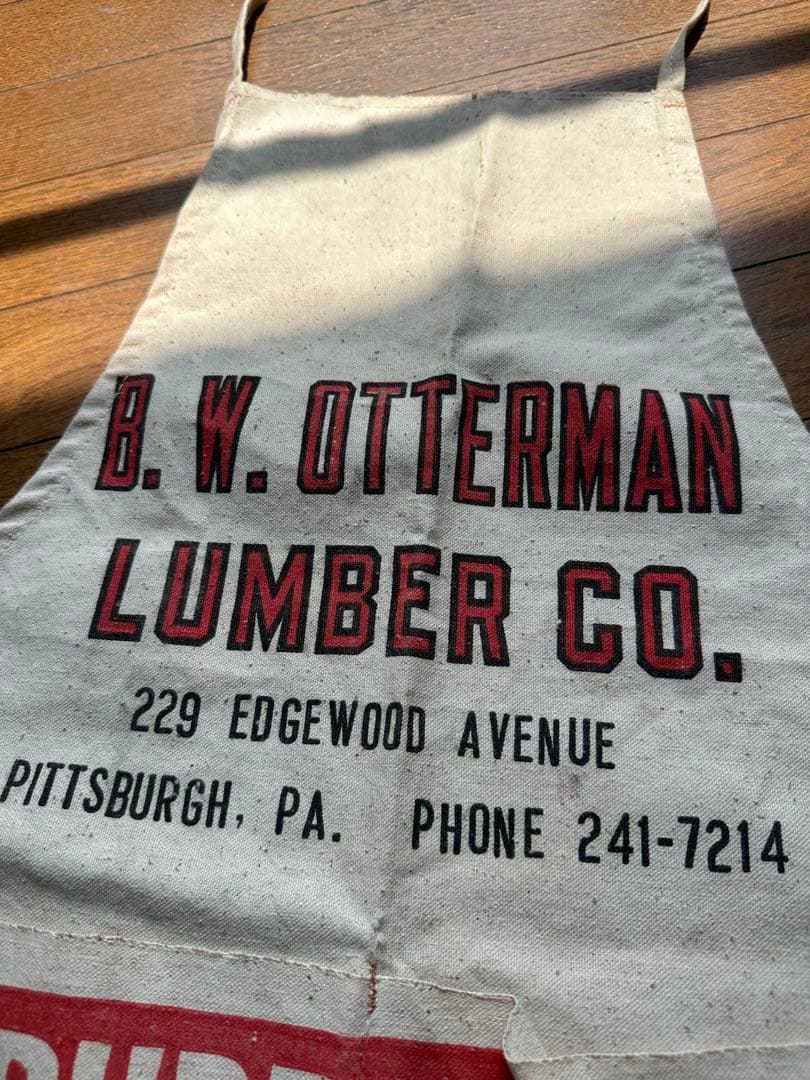 B. W. OTTERMAN
LUMBER CO.
229 EDGEWOOD AVENUE
PITTSBURGH, PA. PHONE 241-7214